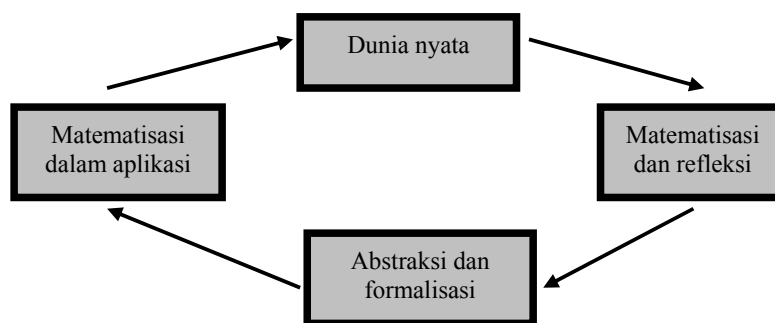 Dunia nyata
Matematisasi
dan refleksi
Abstraksi dan
formalisasi
Matematisasi
dalam aplikasi